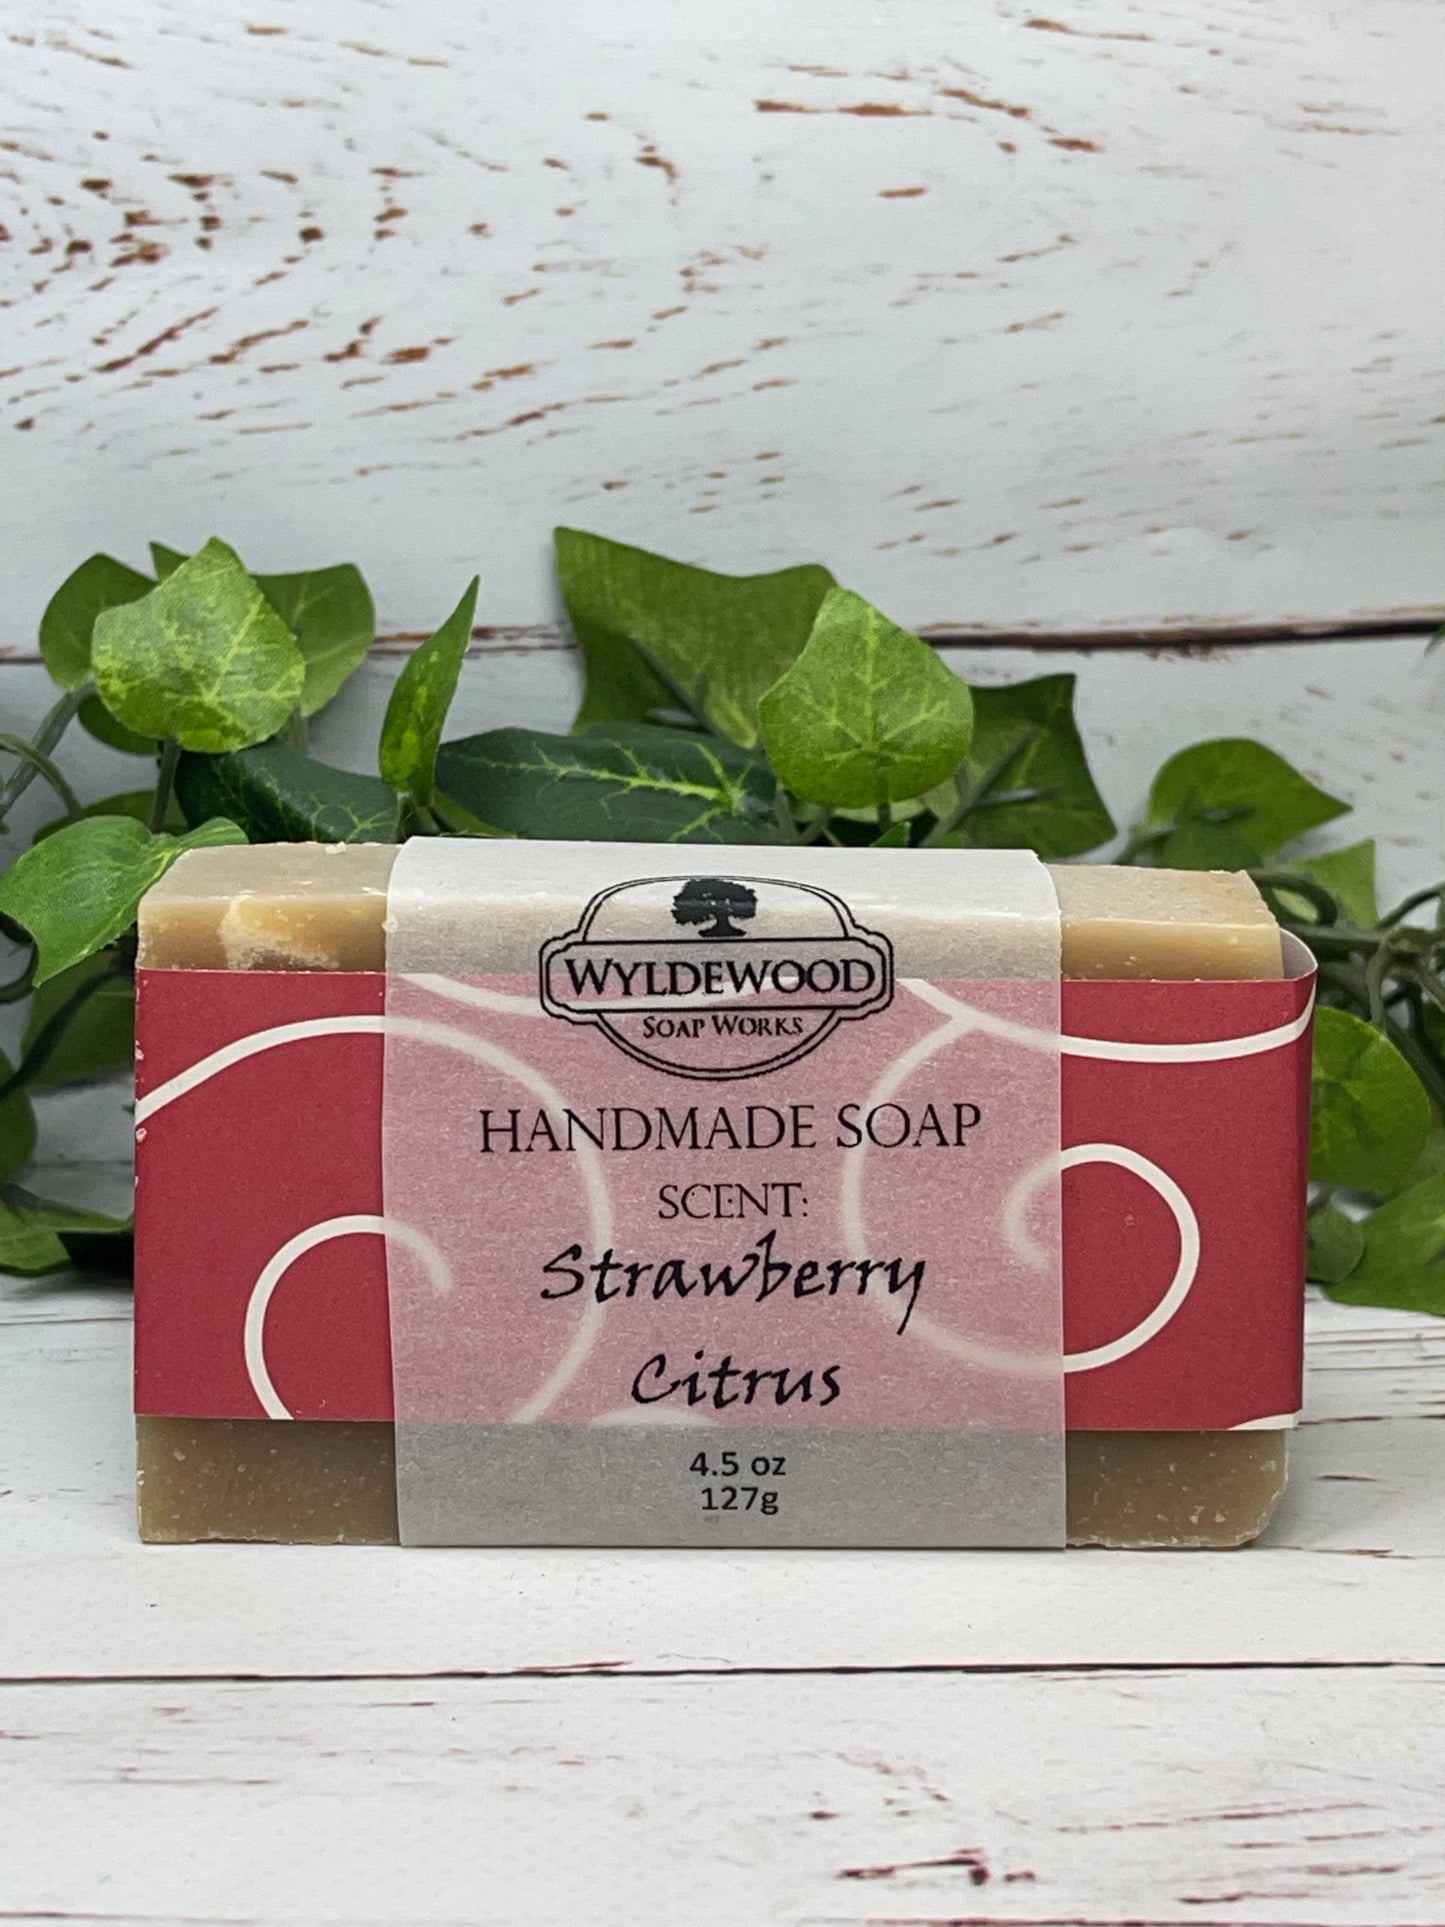 WYLDEWOOD
SOAP WORKS
HANDMADE SOAP
SCENT:
Strawberry
Citrus
4.5 oz
127g